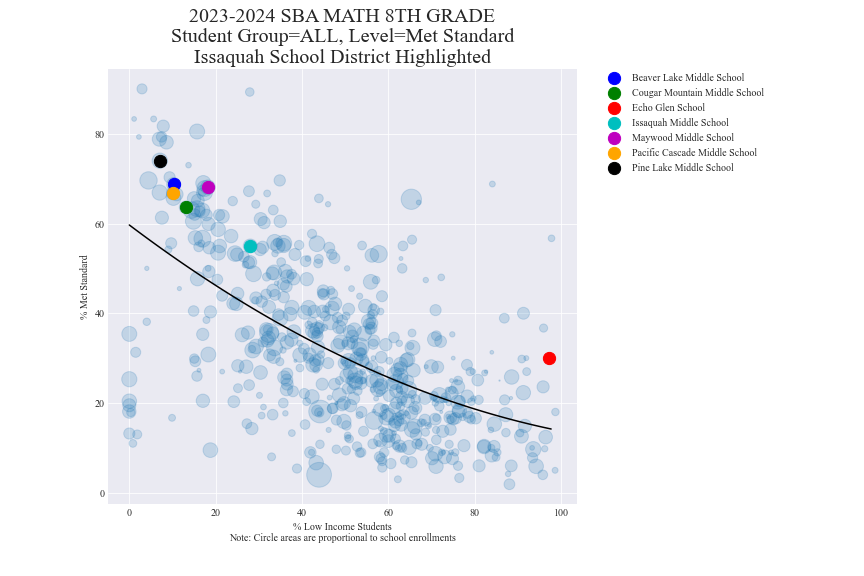 2023-2024 SBA MATH 8TH GRADE
Student Group=ALL, Level=Met Standard
Issaquah School District Highlighted
Beaver Lake Middle School
Cougar Mountain Middle School
Echo Glen School
Issaquah Middle School
Maywood Middle School
Pacific Cascade Middle School
Pine Lake Middle School
% Met Standard
80
60
40
20
0
0 20 40 60 80 100
% Low Income Students
Note: Circle areas are proportional to school enrollments